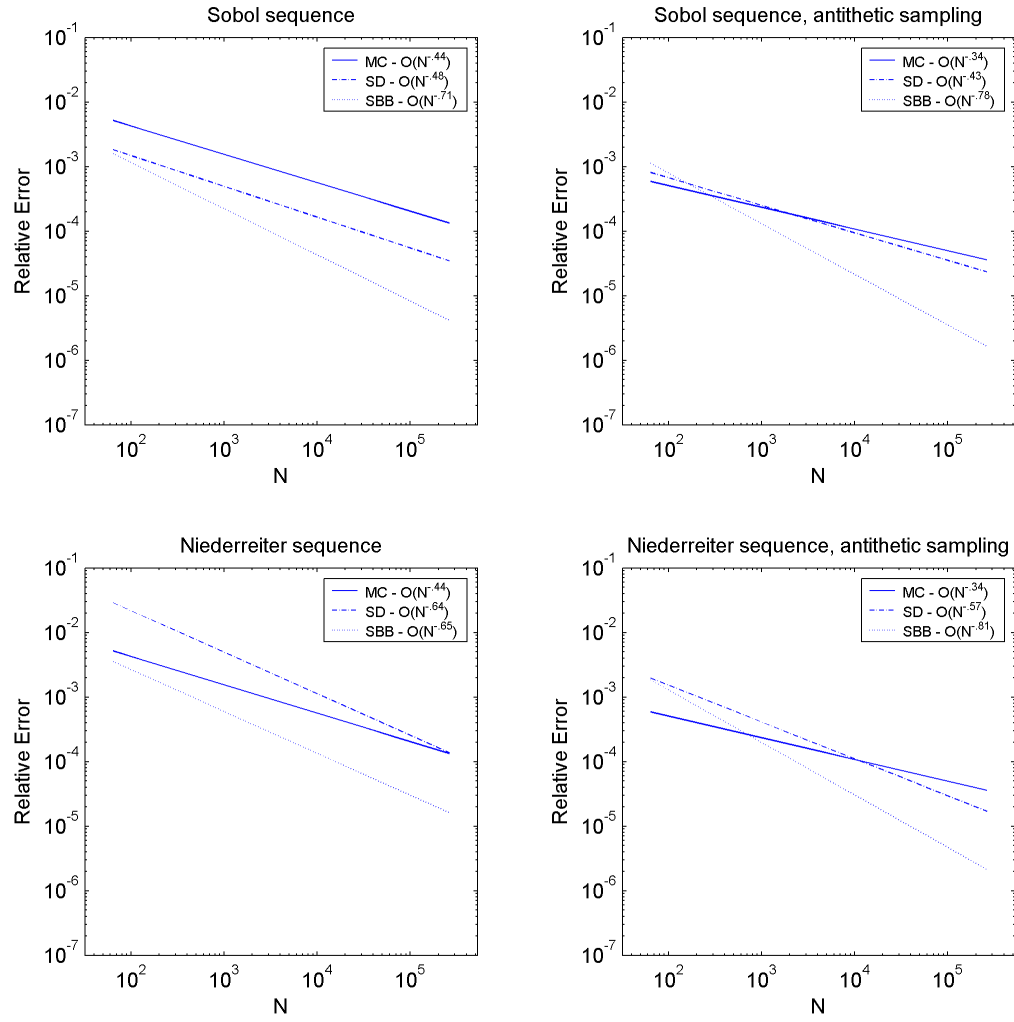 Sobol sequence
10^-1
10^-2
10^-3
10^-4
10^-5
10^-6
10^-7
Relative Error
MC - O(N^-.44)
SD - O(N^-.48)
SBB - O(N^-.71)
10^2
10^3
10^4
10^5
N
Sobol sequence, antithetic sampling
10^-1
10^-2
10^-3
10^-4
10^-5
10^-6
10^-7
Relative Error
MC - O(N^-.34)
SD - O(N^-.43)
SBB - O(N^-.78)
10^2
10^3
10^4
10^5
N
Niederreiter sequence
10^-1
10^-2
10^-3
10^-4
10^-5
10^-6
10^-7
Relative Error
MC - O(N^-.44)
SD - O(N^-.64)
SBB - O(N^-.65)
10^2
10^3
10^4
10^5
N
Niederreiter sequence, antithetic sampling
10^-1
10^-2
10^-3
10^-4
10^-5
10^-6
10^-7
Relative Error
MC - O(N^-.34)
SD - O(N^-.57)
SBB - O(N^-.81)
10^2
10^3
10^4
10^5
N